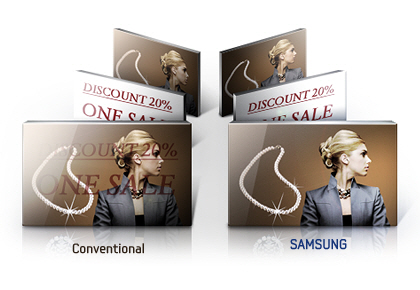 DISCOUNT 20%
ONE SALE
DISCOUNT 20%
ONE SALE
DISCOUNT 20%
ONE SALE
Conventional
SAMSUNG